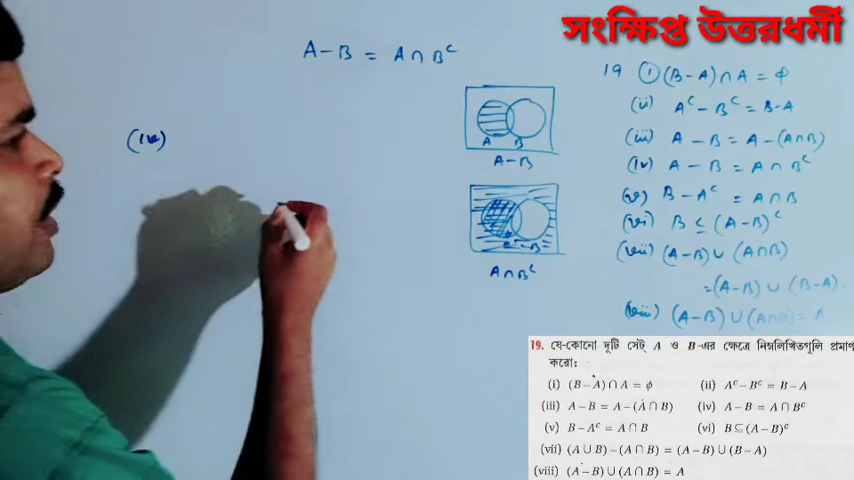 সংক্ষিপ্ত উত্তরধর্মী
A-B = A∩B^c
(iv)
A B
A-B
A∩B^c
19 (i) (B-A)∩A = φ
(ii) A^c-B^c = B-A
(iii) A-B = A-(A∩B)
(iv) A-B = A∩B^c
(v) B-A^c = A∩B
(vi) B ⊆ (A-B)^c
(vii) (A-B)∪(A∩B)
=(A-B)∪(B-A).
(viii) (A-B)∪(A∩B)= A
19. যে-কোনো দুটি সেট্ A ও B-এর ক্ষেত্রে নিম্নলিখিতগুলি প্রমাণ
করো:
(i) (B-A)∩A=φ (ii) A^c-B^c=B-A
(iii) A-B=A-(A∩B) (iv) A-B=A∩B^c
(v) B-A^c=A∩B (vi) B⊆(A-B)^c
(vii) (A∪B)-(A∩B)=(A-B)∪(B-A)
(viii) (A-B)∪(A∩B)=A